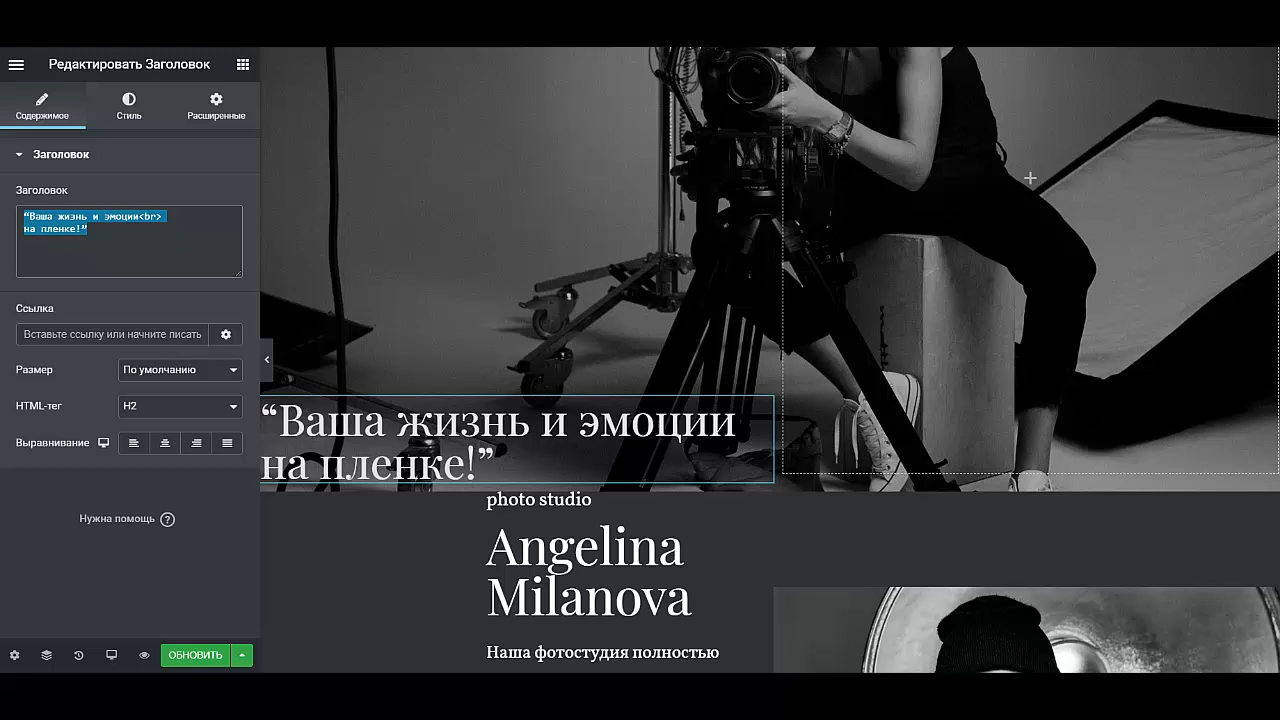 Редактировать Заголовок
Содержимое
Стиль
Расширенные
Заголовок
Заголовок
“Ваша жизнь и эмоции<br>
на пленке!”
Ссылка
Вставьте ссылку или начните писать
Размер
По умолчанию
HTML-тег
H2
Выравнивание
Нужна помощь ?
ОБНОВИТЬ
“Ваша жизнь и эмоции
на пленке!”
photo studio
Angelina
Milanova
Наша фотостудия полностью